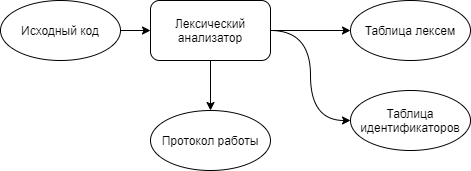 Исходный код
Лексический
анализатор
Таблица лексем
Таблица
идентификаторов
Протокол работы